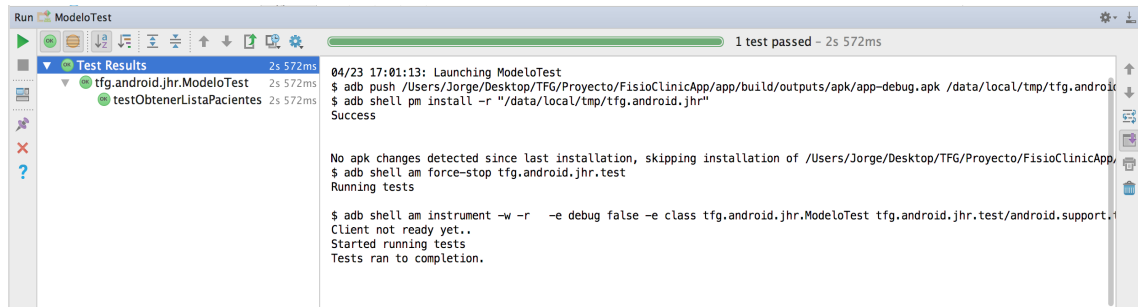 Run ModeloTest
1 test passed – 2s 572ms
Test Results 2s 572ms
tfg.android.jhr.ModeloTest 2s 572ms
testObtenerListaPacientes 2s 572ms
04/23 17:01:13: Launching ModeloTest
$ adb push /Users/Jorge/Desktop/TFG/Proyecto/FisioClinicApp/app/build/outputs/apk/app-debug.apk /data/local/tmp/tfg.android
$ adb shell pm install -r "/data/local/tmp/tfg.android.jhr"
Success
No apk changes detected since last installation, skipping installation of /Users/Jorge/Desktop/TFG/Proyecto/FisioClinicApp/
$ adb shell am force-stop tfg.android.jhr.test
Running tests
$ adb shell am instrument -w -r -e debug false -e class tfg.android.jhr.ModeloTest tfg.android.jhr.test/android.support.
Client not ready yet..
Started running tests
Tests ran to completion.